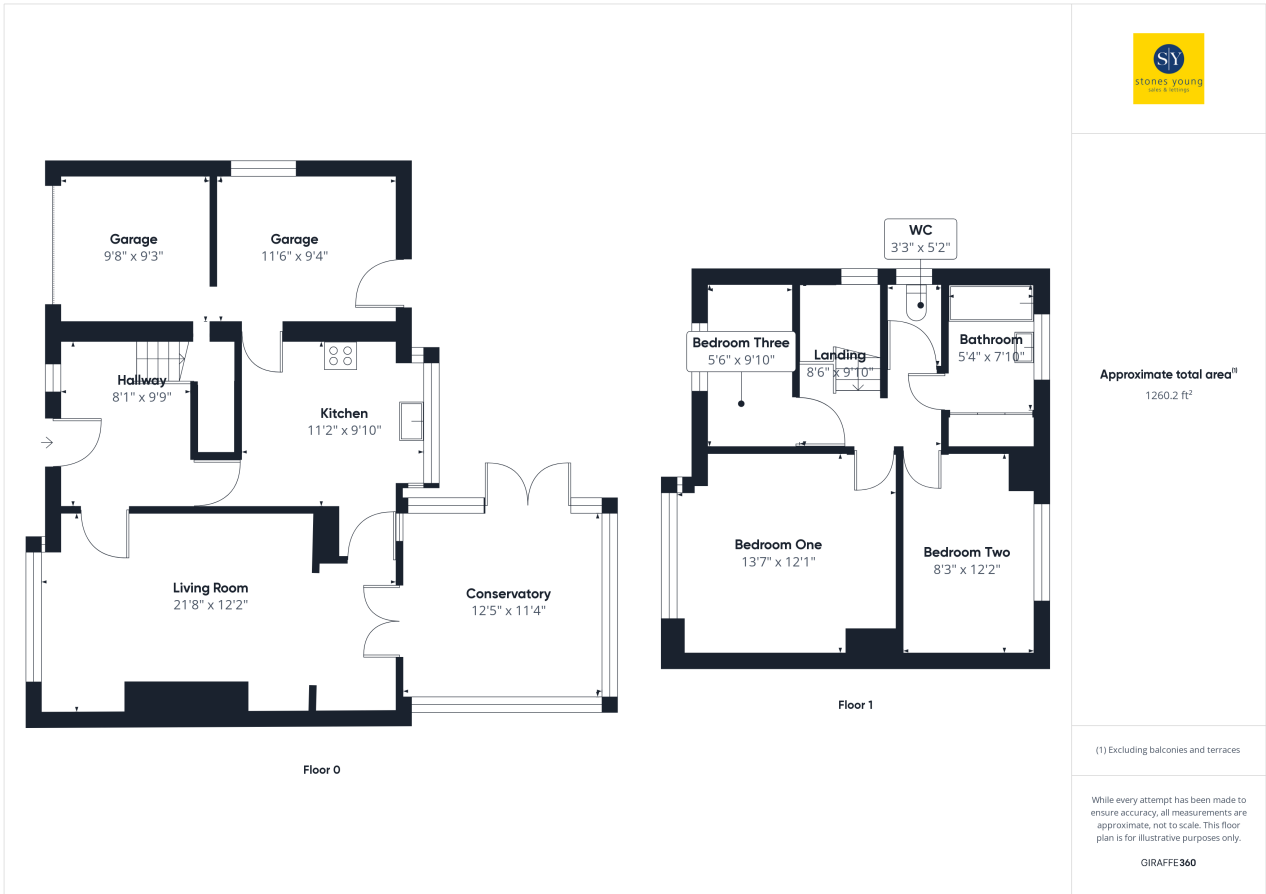 S|Y
stones young
sales & lettings
Garage
9'8" x 9'3"
Garage
11'6" x 9'4"
Hallway
8'1" x 9'9"
Kitchen
11'2" x 9'10"
Living Room
21'8" x 12'2"
Conservatory
12'5" x 11'4"
Floor 0
WC
3'3" x 5'2"
Bedroom Three
5'6" x 9'10"
Landing
8'6" x 9'10"
Bathroom
5'4" x 7'10"
Bedroom One
13'7" x 12'1"
Bedroom Two
8'3" x 12'2"
Floor 1
Approximate total area(1)
1260.2 ft²
(1) Excluding balconies and terraces
While every attempt has been made to
ensure accuracy, all measurements are
approximate, not to scale. This floor
plan is for illustrative purposes only.
GIRAFFE360